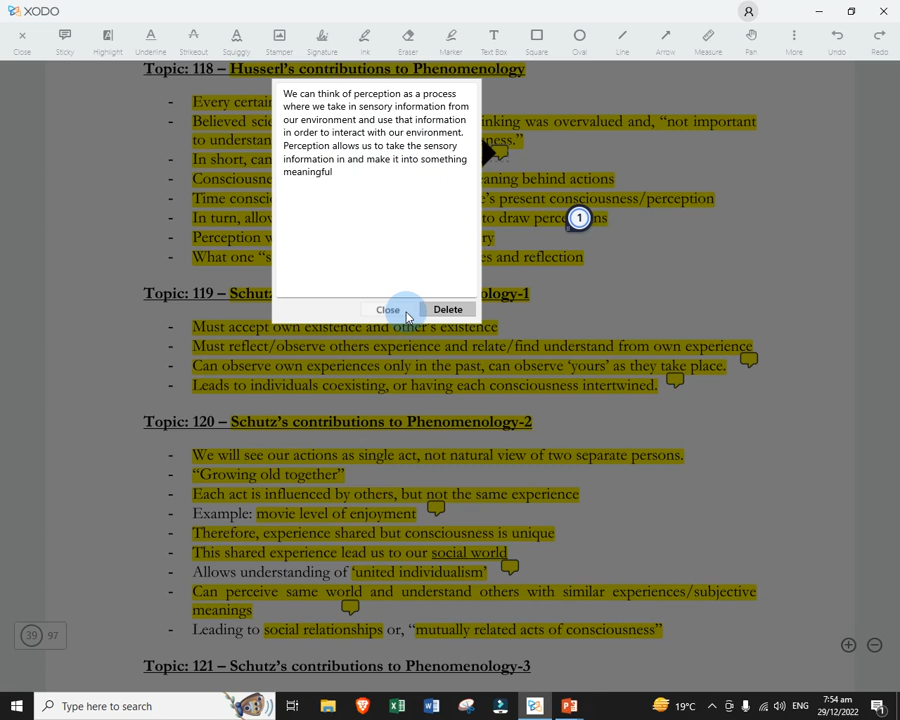 XODO
Close
Sticky
Highlight
Underline
Strikeout
Squiggly
Stamper
Signature
Ink
Eraser
Marker
Text Box
Square
Oval
Line
Arrow
Measure
Pan
More
Undo
Redo
Topic: 118 – Husserl's contributions to Phenomenology
- Every certai
- Believed scie inking was overvalued and, "not important
to understan ness."
- In short, can
- Consciousne eaning behind actions
- Time consci e's present consciousness/perception
- In turn, allow to draw perce ns
- Perception w ry
- What one "s es and reflection
We can think of perception as a process
where we take in sensory information from
our environment and use that information
in order to interact with our environment.
Perception allows us to take the sensory
information in and make it into something
meaningful
Close Delete
1
Topic: 119 – Schutz ology-1
- Must accept own existence and other's existence
- Must reflect/observe others experience and relate/find understand from own experience
- Can observe own experiences only in the past, can observe 'yours' as they take place.
- Leads to individuals coexisting, or having each consciousness intertwined.
Topic: 120 – Schutz's contributions to Phenomenology-2
- We will see our actions as single act, not natural view of two separate persons.
- "Growing old together"
- Each act is influenced by others, but not the same experience
- Example: movie level of enjoyment
- Therefore, experience shared but consciousness is unique
- This shared experience lead us to our social world
- Allows understanding of 'united individualism'
- Can perceive same world and understand others with similar experiences/subjective
meanings
- Leading to social relationships or, "mutually related acts of consciousness"
39 97
Topic: 121 – Schutz's contributions to Phenomenology-3
Type here to search
19°C
ENG
7:54 am
29/12/2022
1